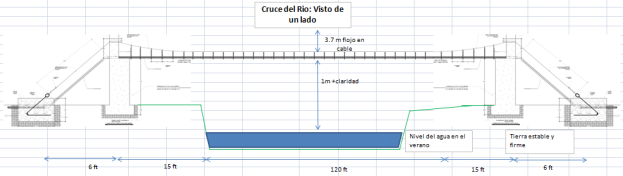 Cruce del Rio: Visto de
un lado
3.7 m flojo en
cable
1m +claridad
Nivel del agua en el
verano
Tierra estable y
firme
6 ft
15 ft
120 ft
15 ft
6 ft